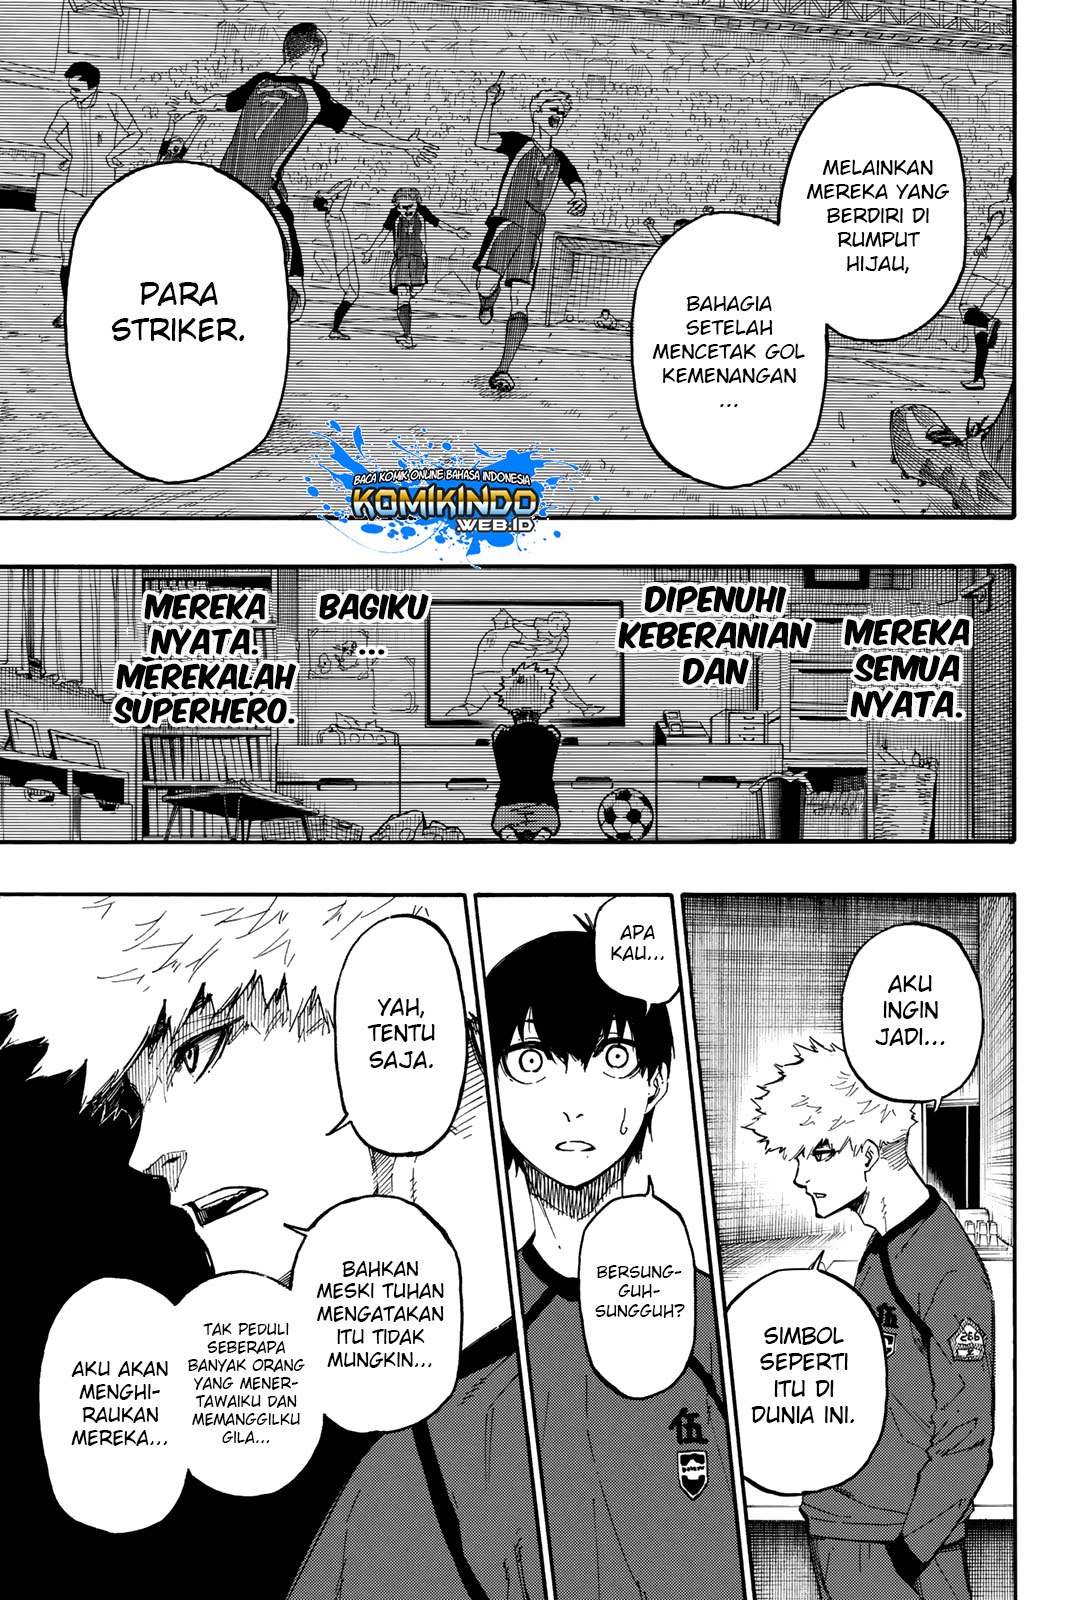 MELAINKAN
MEREKA YANG
BERDIRI DI
RUMPUT
HIJAU,
BAHAGIA
SETELAH
MENCETAK GOL
KEMENANGAN
...
PARA
STRIKER.
7
BACA KOMIK ONLINE BAHASA INDONESIA
KOMIKINDO
.WEB.ID
MEREKA
SEMUA
NYATA.
DIPENUHI
KEBERANIAN
DAN
BAGIKU
...
MEREKA
NYATA.
MEREKALAH
SUPERHERO.
AKU
INGIN
JADI...
SIMBOL
SEPERTI
ITU DI
DUNIA INI.
伍
266
Z
APA
KAU...
BERSUNG-
GUH-
SUNGGUH?
伍
YAH,
TENTU
SAJA.
BAHKAN
MESKI TUHAN
MENGATAKAN
ITU TIDAK
MUNGKIN...
TAK PEDULI
SEBERAPA
BANYAK ORANG
YANG MENER-
TAWAIKU DAN
MEMANGGILKU
GILA...
AKU AKAN
MENGHI-
RAUKAN
MEREKA...